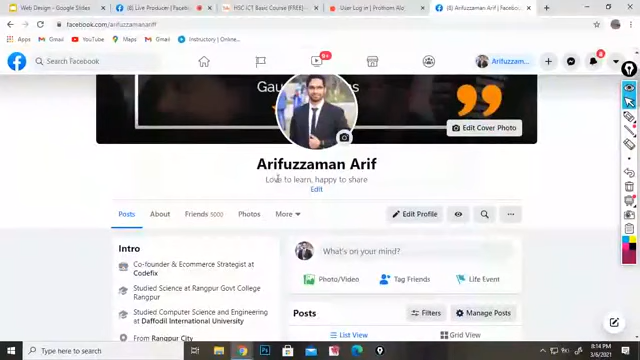 Web Design - Google Slides
(8) Live Producer | Faceb
HSC ICT Basic Course (FREE) -
User Log in | Prothom Alo
(8) Arifuzzaman Arif | Facebook
facebook.com/arifuzzamanariff
Apps
Gmail
YouTube
Maps
Amicus
Instructory | Online...
Search Facebook
9+
Arifuzzam...
8
Gau
s
Edit Cover Photo
Arifuzzaman Arif
Love to learn, happy to share
Edit
Posts
About
Friends 5000
Photos
More
Edit Profile
Intro
Co-founder & Ecommerce Strategist at
Codefix
Studied Science at Rangpur Govt College
Rangpur
Studied Computer Science and Engineering
at Daffodil International University
From Rangpur
What's on your mind?
Photo/Video
Tag Friends
Life Event
Posts
Filters
Manage Posts
List View
Grid View
Type here to search
8:14 PM
3/6/2021